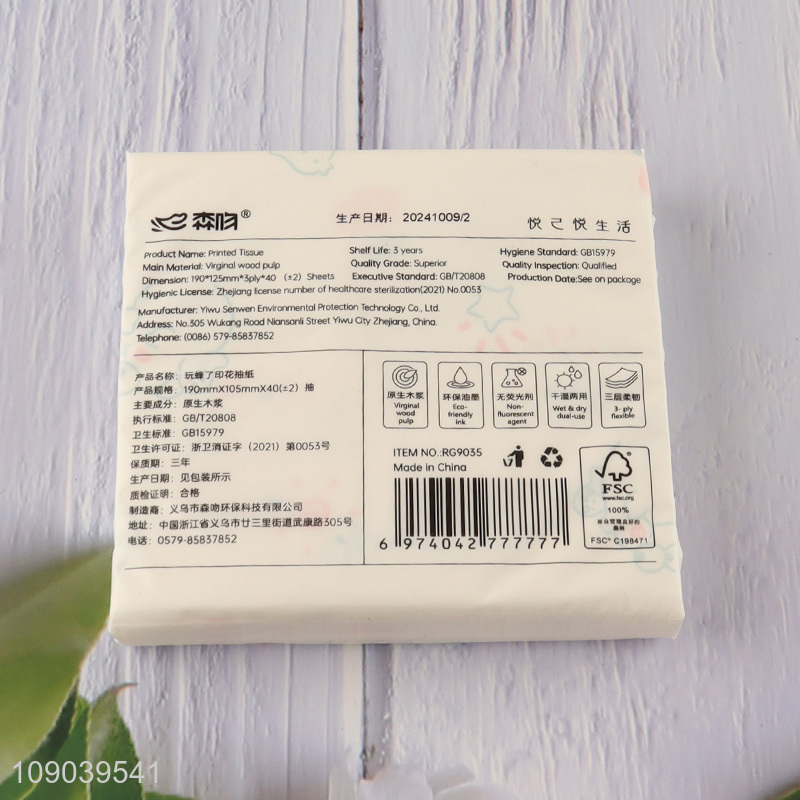 森吻®
生产日期: 20241009/2
悦己悦生活
Product Name: Printed Tissue
Main Material: Virginal wood pulp
Dimension: 190*125mm*3ply*40 (±2) Sheets
Hygienic License: Zhejiang license number of healthcare sterilization(2021) No.0053
Shelf Life: 3 years
Quality Grade: Superior
Executive Standard: GB/T20808
Hygiene Standard: GB15979
Quality Inspection: Qualified
Production Date:See on package
Manufacturer: Yiwu Senwen Environmental Protection Technology Co., Ltd.
Address: No.305 Wukang Road Niansanli Street Yiwu City Zhejiang, China.
Telephone: (0086) 579-85837852
产品名称: 玩蜂了印花抽纸
产品规格: 190mmX105mmX40(±2) 抽
主要成分: 原生木浆
执行标准: GB/T20808
卫生标准: GB15979
卫生许可证: 浙卫消证字 (2021) 第0053号
保质期: 三年
生产日期: 见包装所示
质检证明: 合格
制造商: 义乌市森吻环保科技有限公司
地址: 中国浙江省义乌市廿三里街道武康路305号
电话: 0579-85837852
原生木浆
Virginal
wood
pulp
环保油墨
Eco-
friendly
ink
无荧光剂
Non-
fluorescent
agent
干湿两用
Wet & dry
dual-use
三层柔韧
3- ply
flexible
ITEM NO.:RG9035
Made in China
6 974042 777777
FSC
www.fsc.org
100%
源自管理良好的
森林
FSC® C198471
109039541